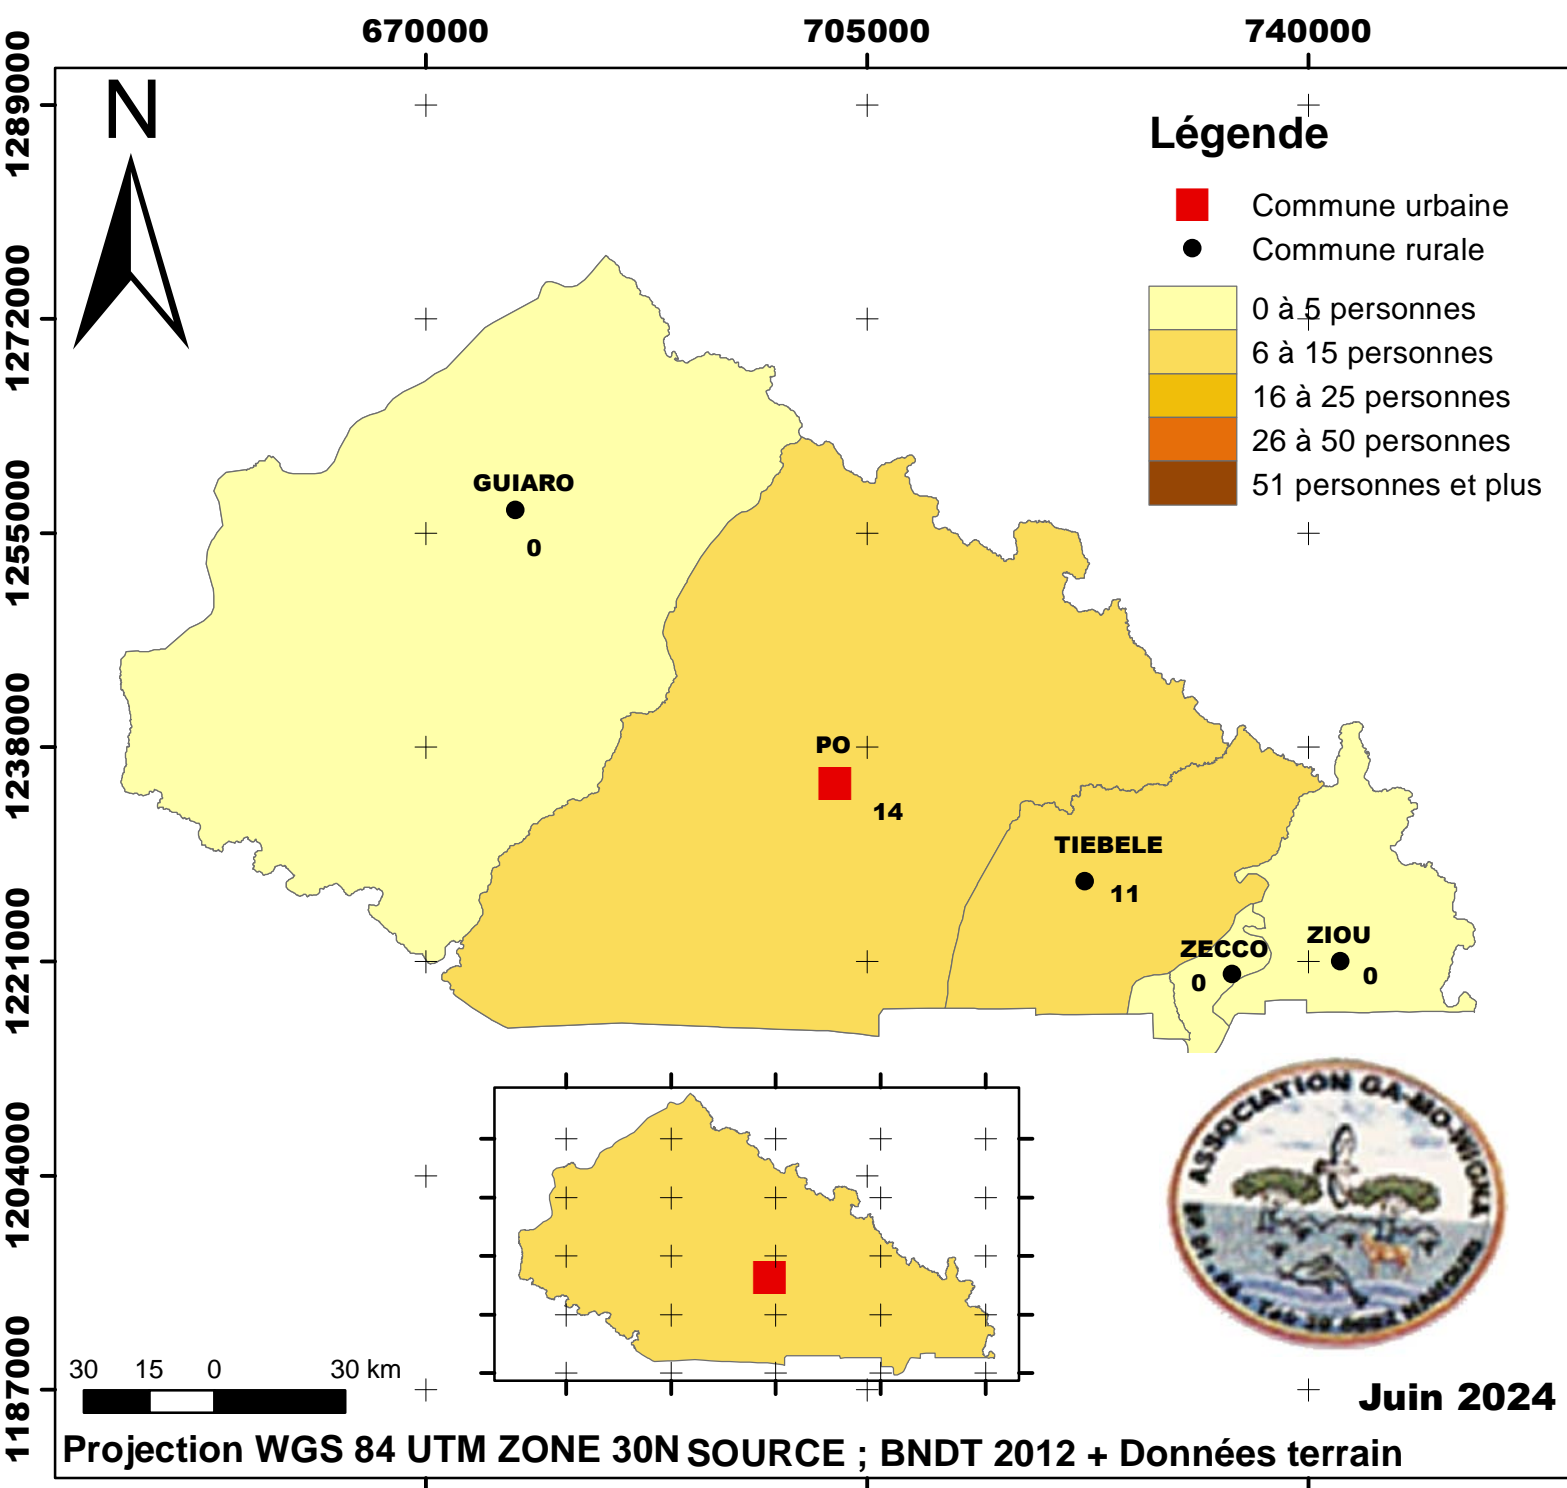 670000 705000 740000
1289000
1272000
1255000
1238000
1221000
1204000
1187000
N
Légende
Commune urbaine
Commune rurale
0 à 5 personnes
6 à 15 personnes
16 à 25 personnes
26 à 50 personnes
51 personnes et plus
GUIARO
0
PO
14
TIEBELE
11
ZECCO
0
ZIOU
0
ASSOCIATION GA-MO-WIGNA
30 15 0 30 km
Juin 2024
Projection WGS 84 UTM ZONE 30N SOURCE ; BNDT 2012 + Données terrain